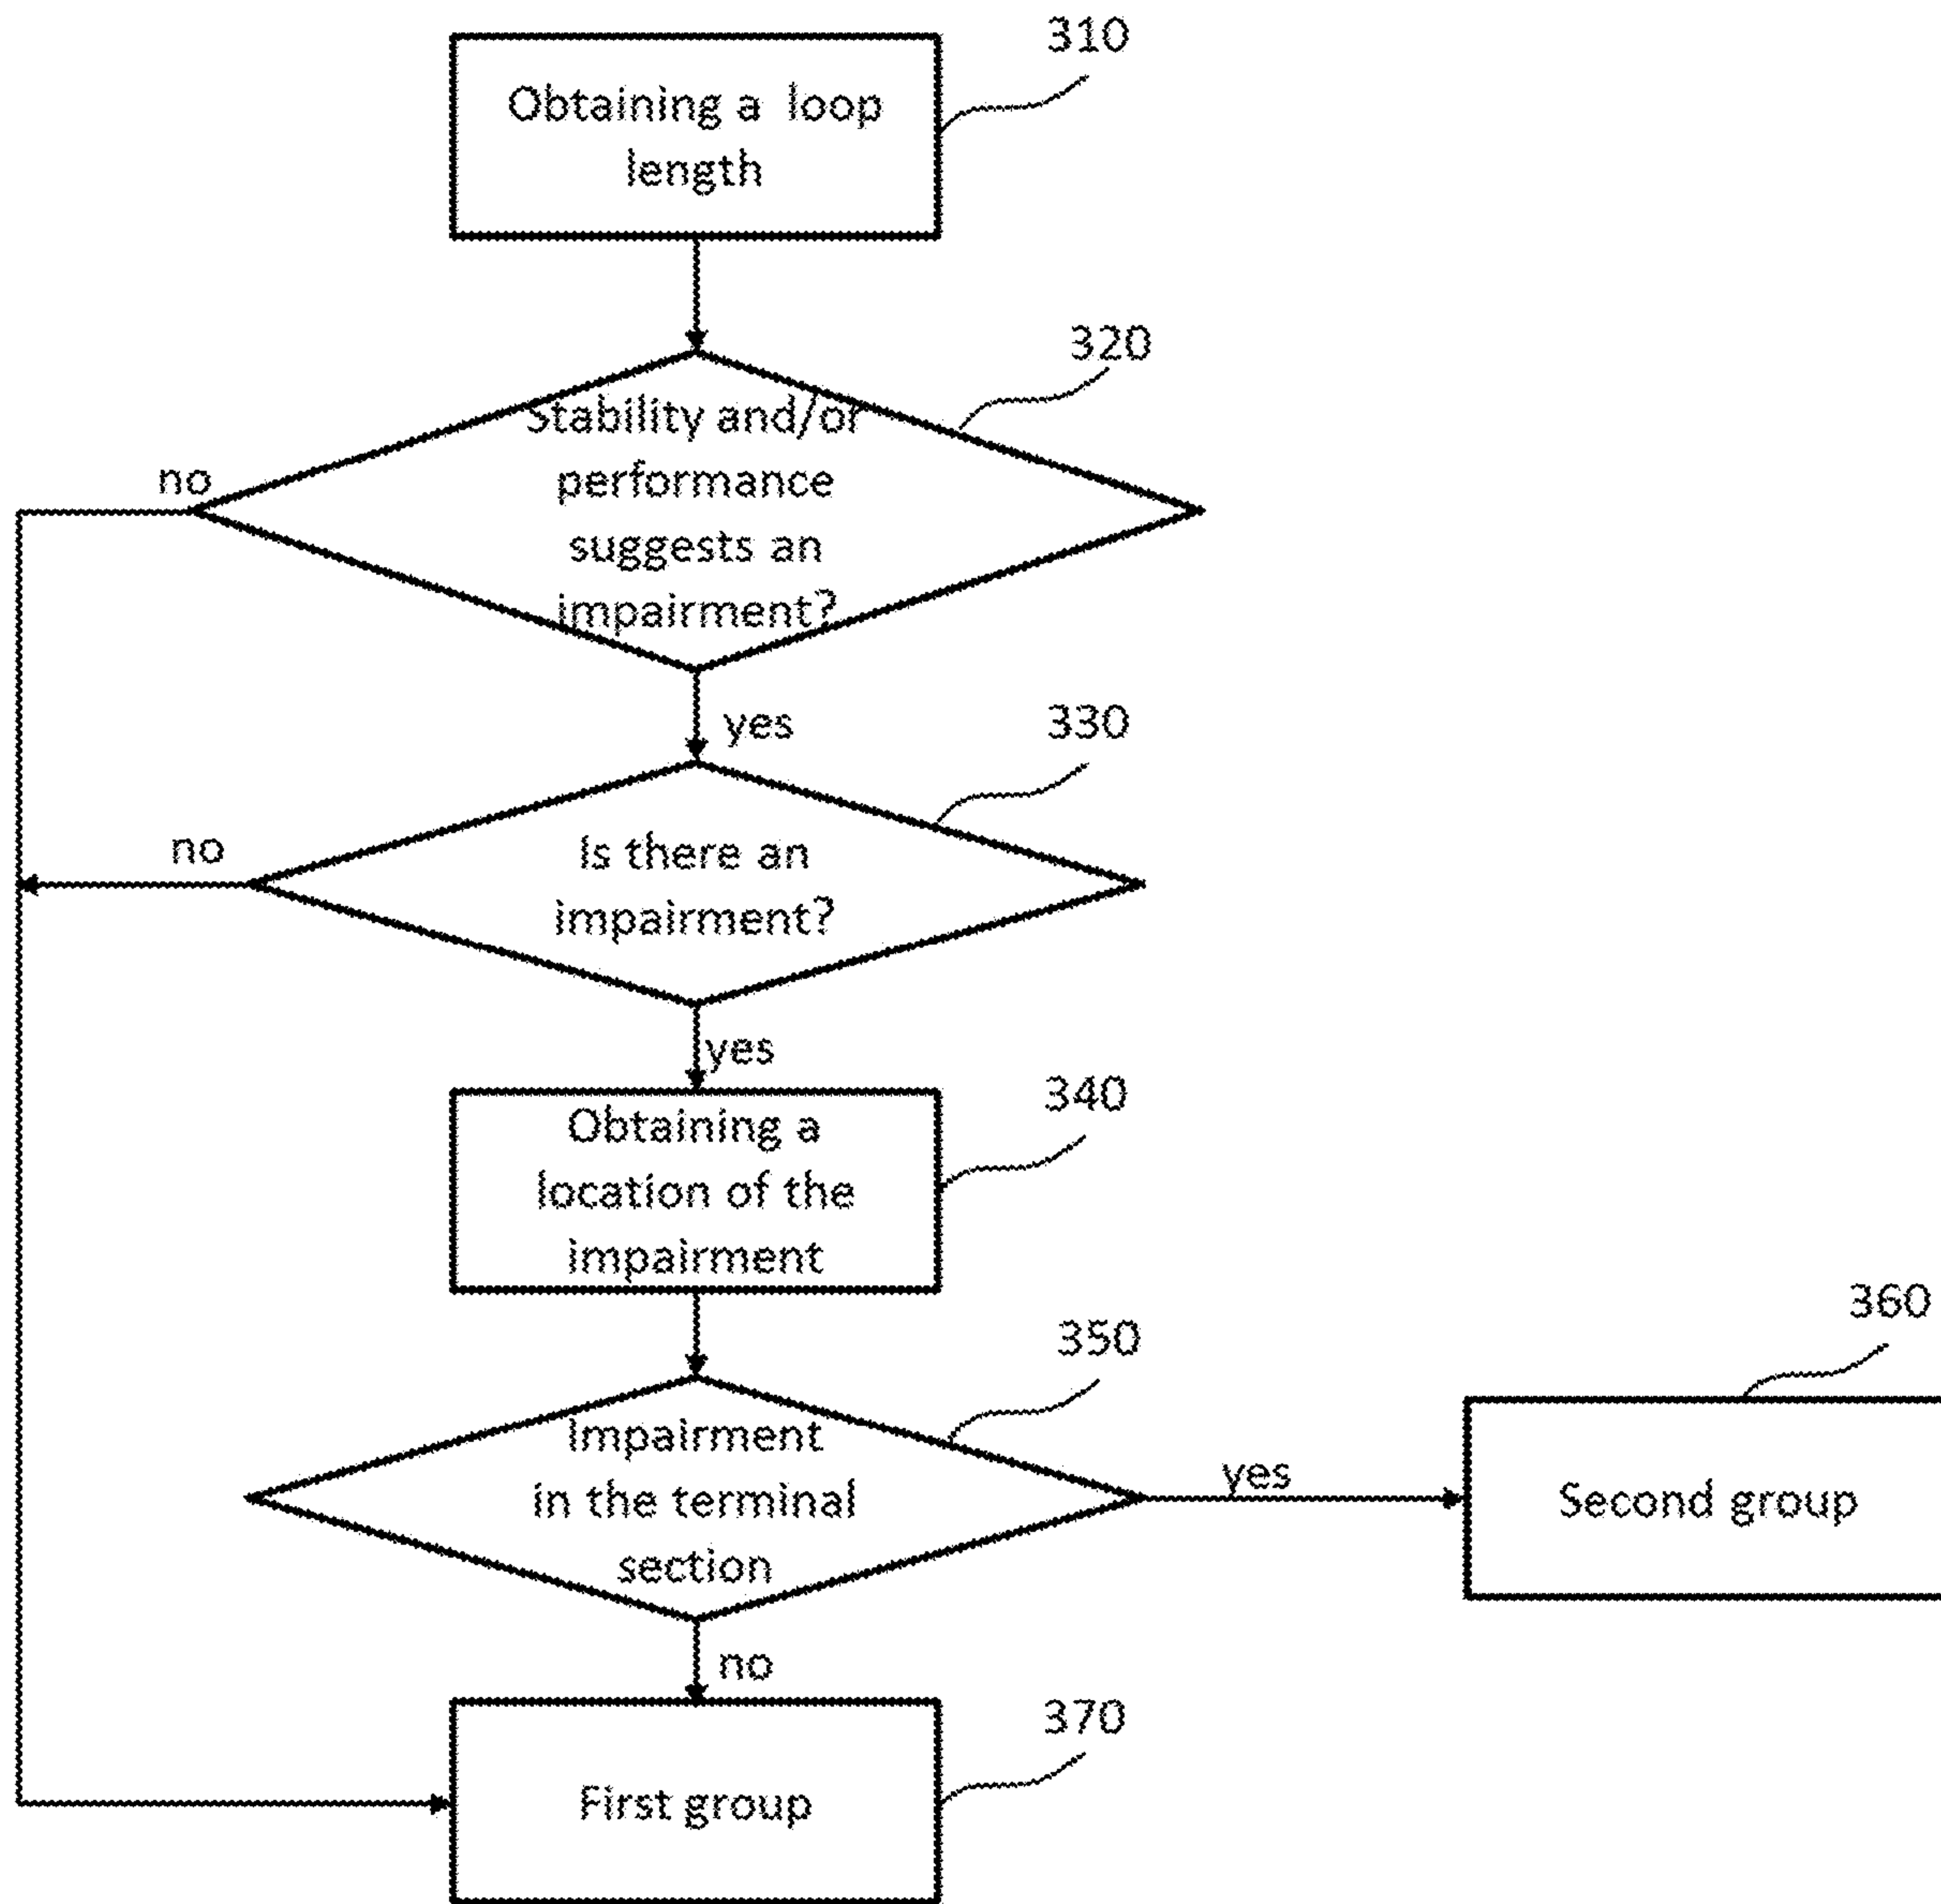 310
Obtaining a loop
length
320
Stability and/or
performance
suggests an
impairment?
no
yes
330
Is there an
impairment?
no
yes
340
Obtaining a
location of the
impairment
350
Impairment
in the terminal
section
yes
360
Second group
no
370
First group